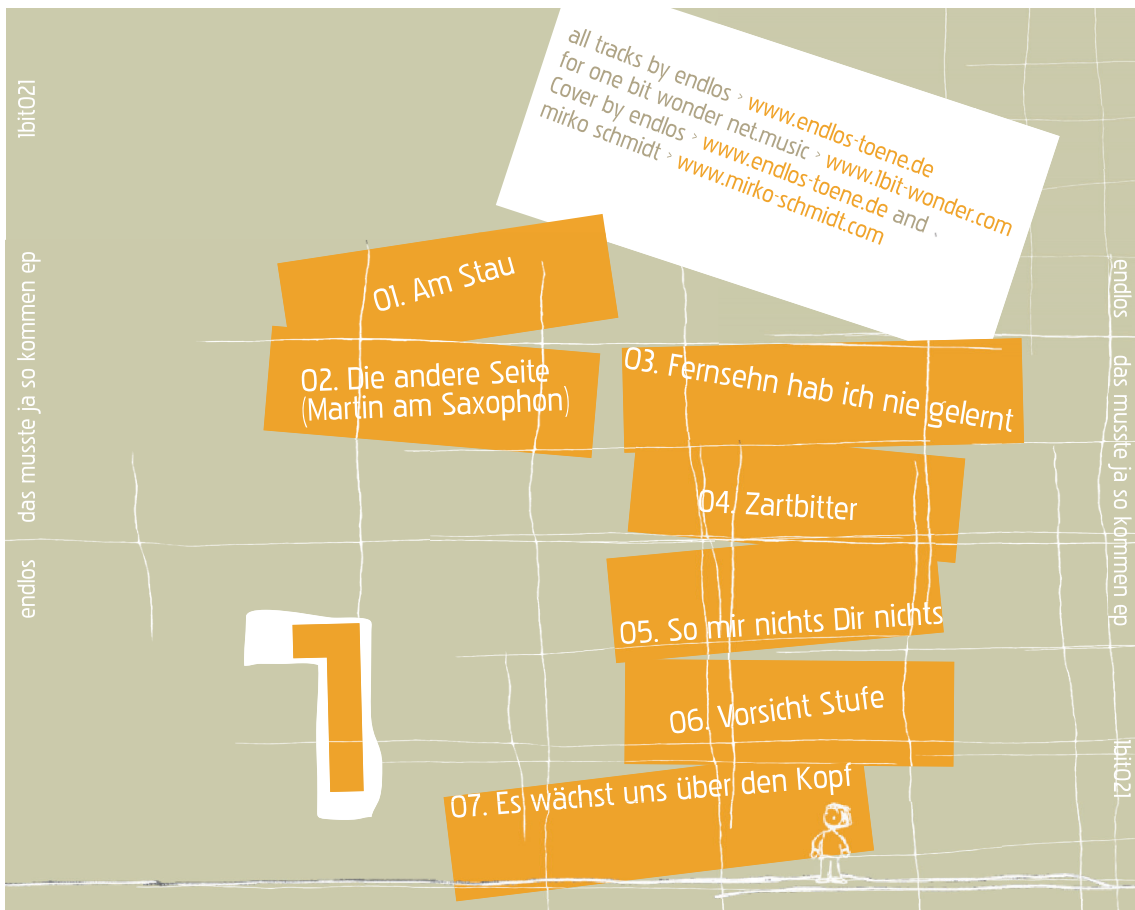 all tracks by endlos > www.endlos-toene.de
for one bit wonder net.music > www.1bit-wonder.com
Cover by endlos > www.endlos-toene.de and
mirko schmidt > www.mirko-schmidt.com
01. Am Stau
02. Die andere Seite
(Martin am Saxophon)
03. Fernsehn hab ich nie gelernt
04. Zartbitter
05. So mir nichts Dir nichts
06. Vorsicht Stufe
07. Es wächst uns über den Kopf
1
endlos das musste ja so kommen ep 1bit021
endlos das musste ja so kommen ep 1bit021